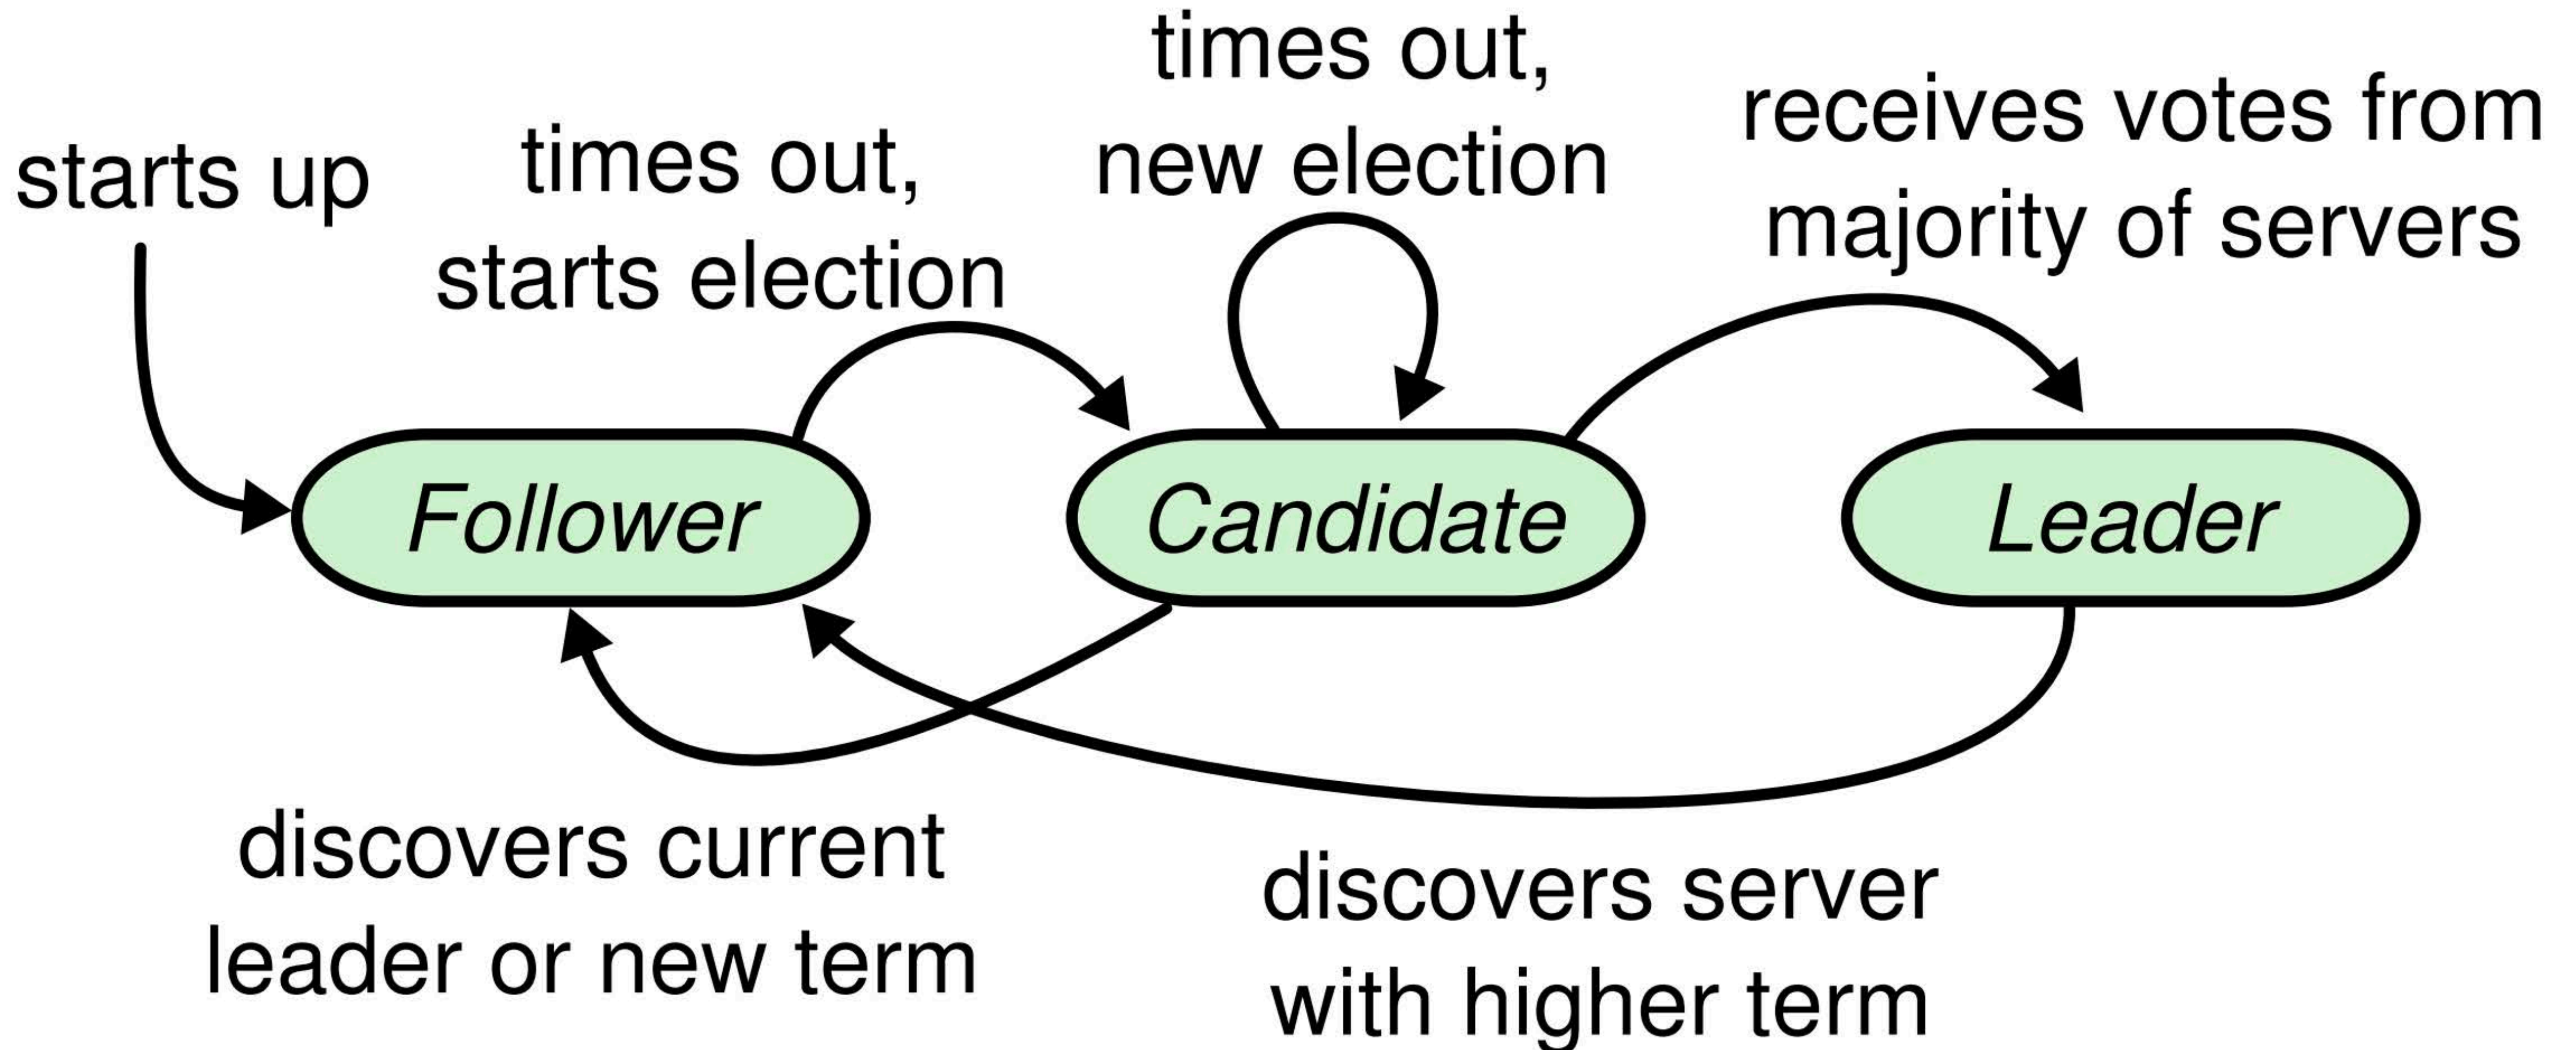 starts up
times out,
starts election
times out,
new election
receives votes from
majority of servers
Follower
Candidate
Leader
discovers current
leader or new term
discovers server
with higher term